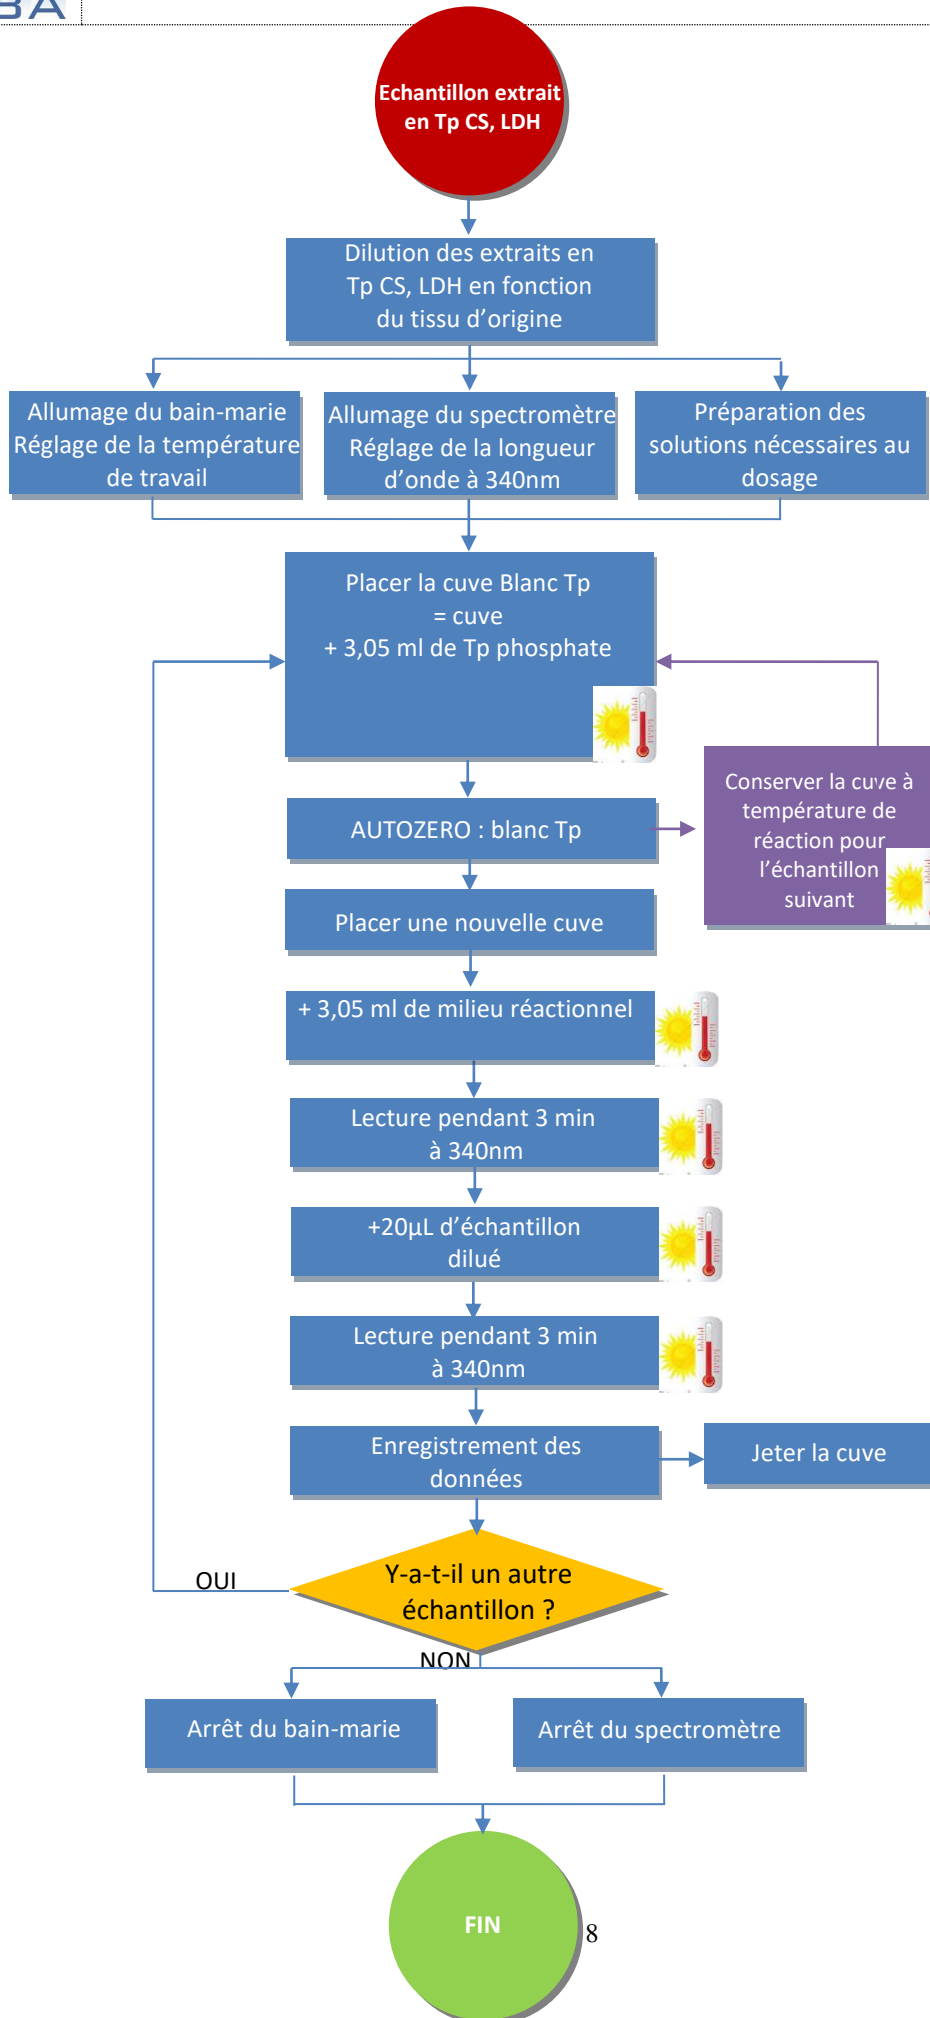 BA
Echantillon extrait
en Tp CS, LDH
Dilution des extraits en
Tp CS, LDH en fonction
du tissu d’origine
Allumage du bain-marie
Réglage de la température
de travail
Allumage du spectromètre
Réglage de la longueur
d’onde à 340nm
Préparation des
solutions nécessaires au
dosage
Placer la cuve Blanc Tp
= cuve
+ 3,05 ml de Tp phosphate
AUTOZERO : blanc Tp
Conserver la cuve à
température de
réaction pour
l’échantillon
suivant
Placer une nouvelle cuve
+ 3,05 ml de milieu réactionnel
Lecture pendant 3 min
à 340nm
+20µL d’échantillon
dilué
Lecture pendant 3 min
à 340nm
Enregistrement des
données
Jeter la cuve
Y-a-t-il un autre
échantillon ?
OUI
NON
Arrêt du bain-marie
Arrêt du spectromètre
FIN
8